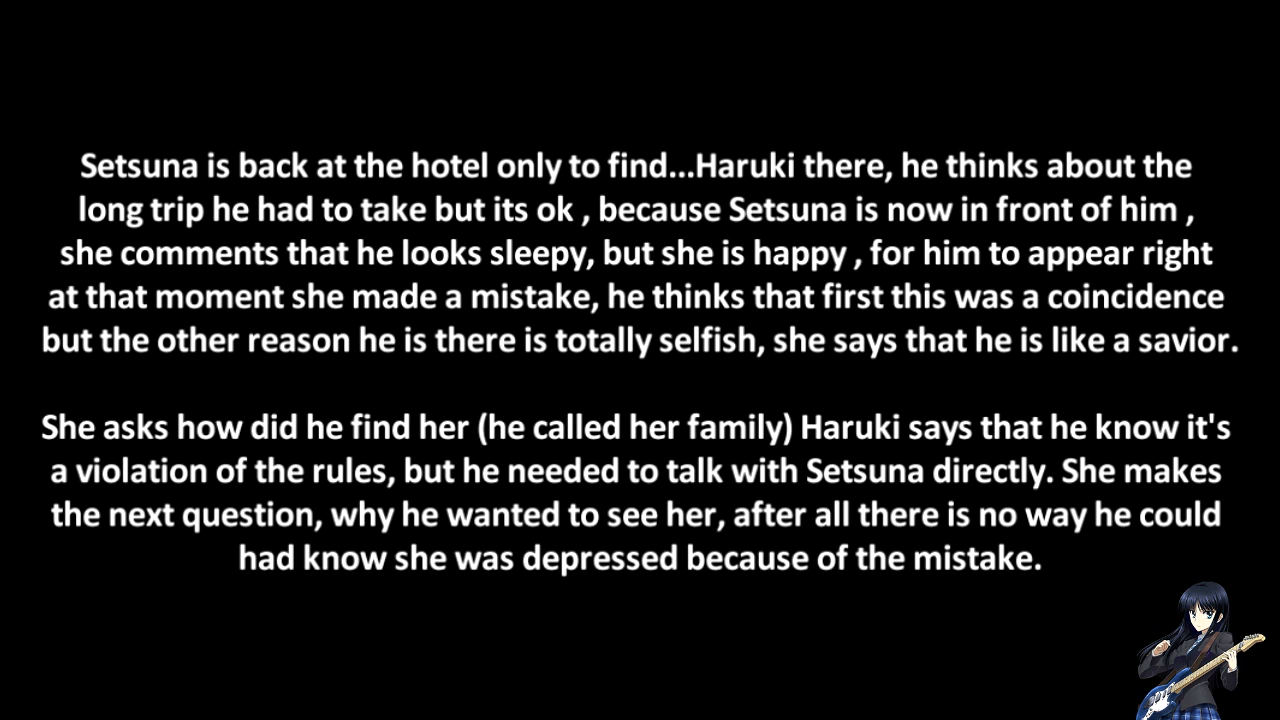 Setsuna is back at the hotel only to find...Haruki there, he thinks about the
long trip he had to take but its ok , because Setsuna is now in front of him ,
she comments that he looks sleepy, but she is happy , for him to appear right
at that moment she made a mistake, he thinks that first this was a coincidence
but the other reason he is there is totally selfish, she says that he is like a savior.
She asks how did he find her (he called her family) Haruki says that he know it's
a violation of the rules, but he needed to talk with Setsuna directly. She makes
the next question, why he wanted to see her, after all there is no way he could
had know she was depressed because of the mistake.